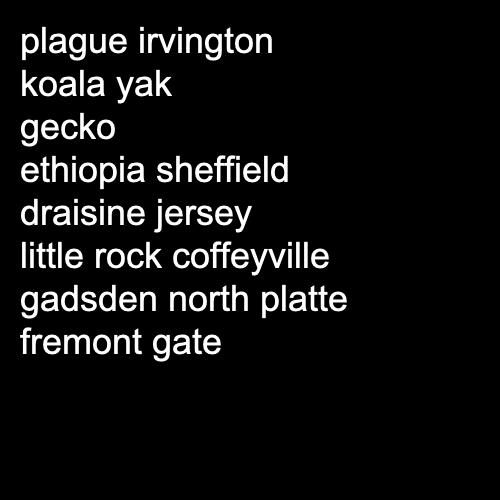 plague irvington
koala yak
gecko
ethiopia sheffield
draisine jersey
little rock coffeyville
gadsden north platte
fremont gate